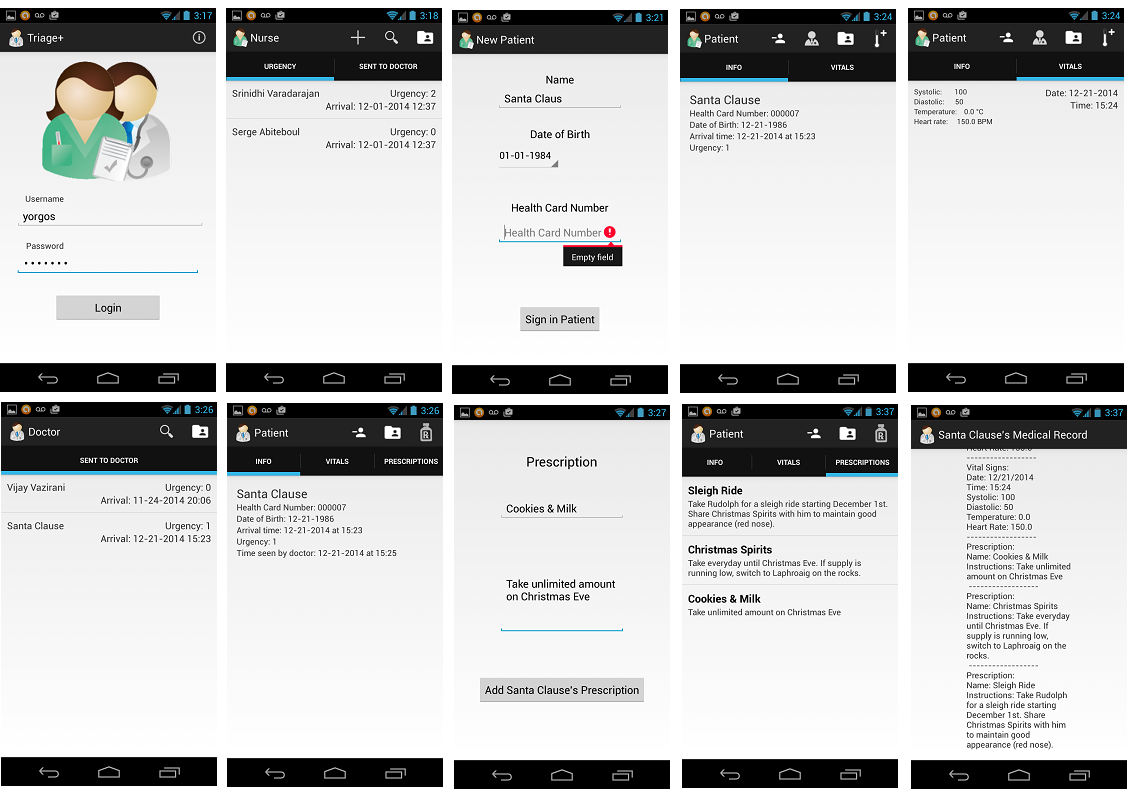 3:17
Triage+
Username
yorgos
Password
•••••••
Login
3:18
Nurse
URGENCY SENT TO DOCTOR
Srinidhi Varadarajan Urgency: 2
Arrival: 12-01-2014 12:37
Serge Abiteboul Urgency: 0
Arrival: 12-01-2014 12:37
3:21
New Patient
Name
Santa Claus
Date of Birth
01-01-1984
Health Card Number
Health Card Number
Empty field
Sign in Patient
3:24
Patient
INFO VITALS
Santa Clause
Health Card Number: 000007
Date of Birth: 12-21-1986
Arrival time: 12-21-2014 at 15:23
Urgency: 1
3:24
Patient
INFO VITALS
Systolic: 100 Date: 12-21-2014
Diastolic: 50 Time: 15:24
Temperature: 0.0 °C
Heart rate: 150.0 BPM
3:26
Doctor
SENT TO DOCTOR
Vijay Vazirani Urgency: 0
Arrival: 11-24-2014 20:06
Santa Clause Urgency: 1
Arrival: 12-21-2014 15:23
3:26
Patient
R
INFO VITALS PRESCRIPTIONS
Santa Clause
Health Card Number: 000007
Date of Birth: 12-21-1986
Arrival time: 12-21-2014 at 15:23
Urgency: 1
Time seen by doctor: 12-21-2014 at 15:25
3:27
Prescription
Cookies & Milk
Take unlimited amount
on Christmas Eve
Add Santa Clause's Prescription
3:37
Patient
R
INFO VITALS PRESCRIPTIONS
Sleigh Ride
Take Rudolph for a sleigh ride starting December 1st.
Share Christmas Spirits with him to maintain good
appearance (red nose).
Christmas Spirits
Take everyday until Christmas Eve. If supply is
running low, switch to Laphroaig on the rocks.
Cookies & Milk
Take unlimited amount on Christmas Eve
3:37
Santa Clause's Medical Record
Heart Rate: 150.0
------------------
Vital Signs:
Date: 12/21/2014
Time: 15:24
Systolic: 100
Diastolic: 50
Temperature: 0.0
Heart Rate: 150.0
------------------
Prescription:
Name: Cookies & Milk
Instructions: Take unlimited
amount on Christmas Eve
------------------
Prescription:
Name: Christmas Spirits
Instructions: Take everyday
until Christmas Eve. If
supply is running low,
switch to Laphroaig on the
rocks.
------------------
Prescription:
Name: Sleigh Ride
Instructions: Take Rudolph
for a sleigh ride starting
December 1st. Share
Christmas Spirits with him
to maintain good
appearance (red nose).